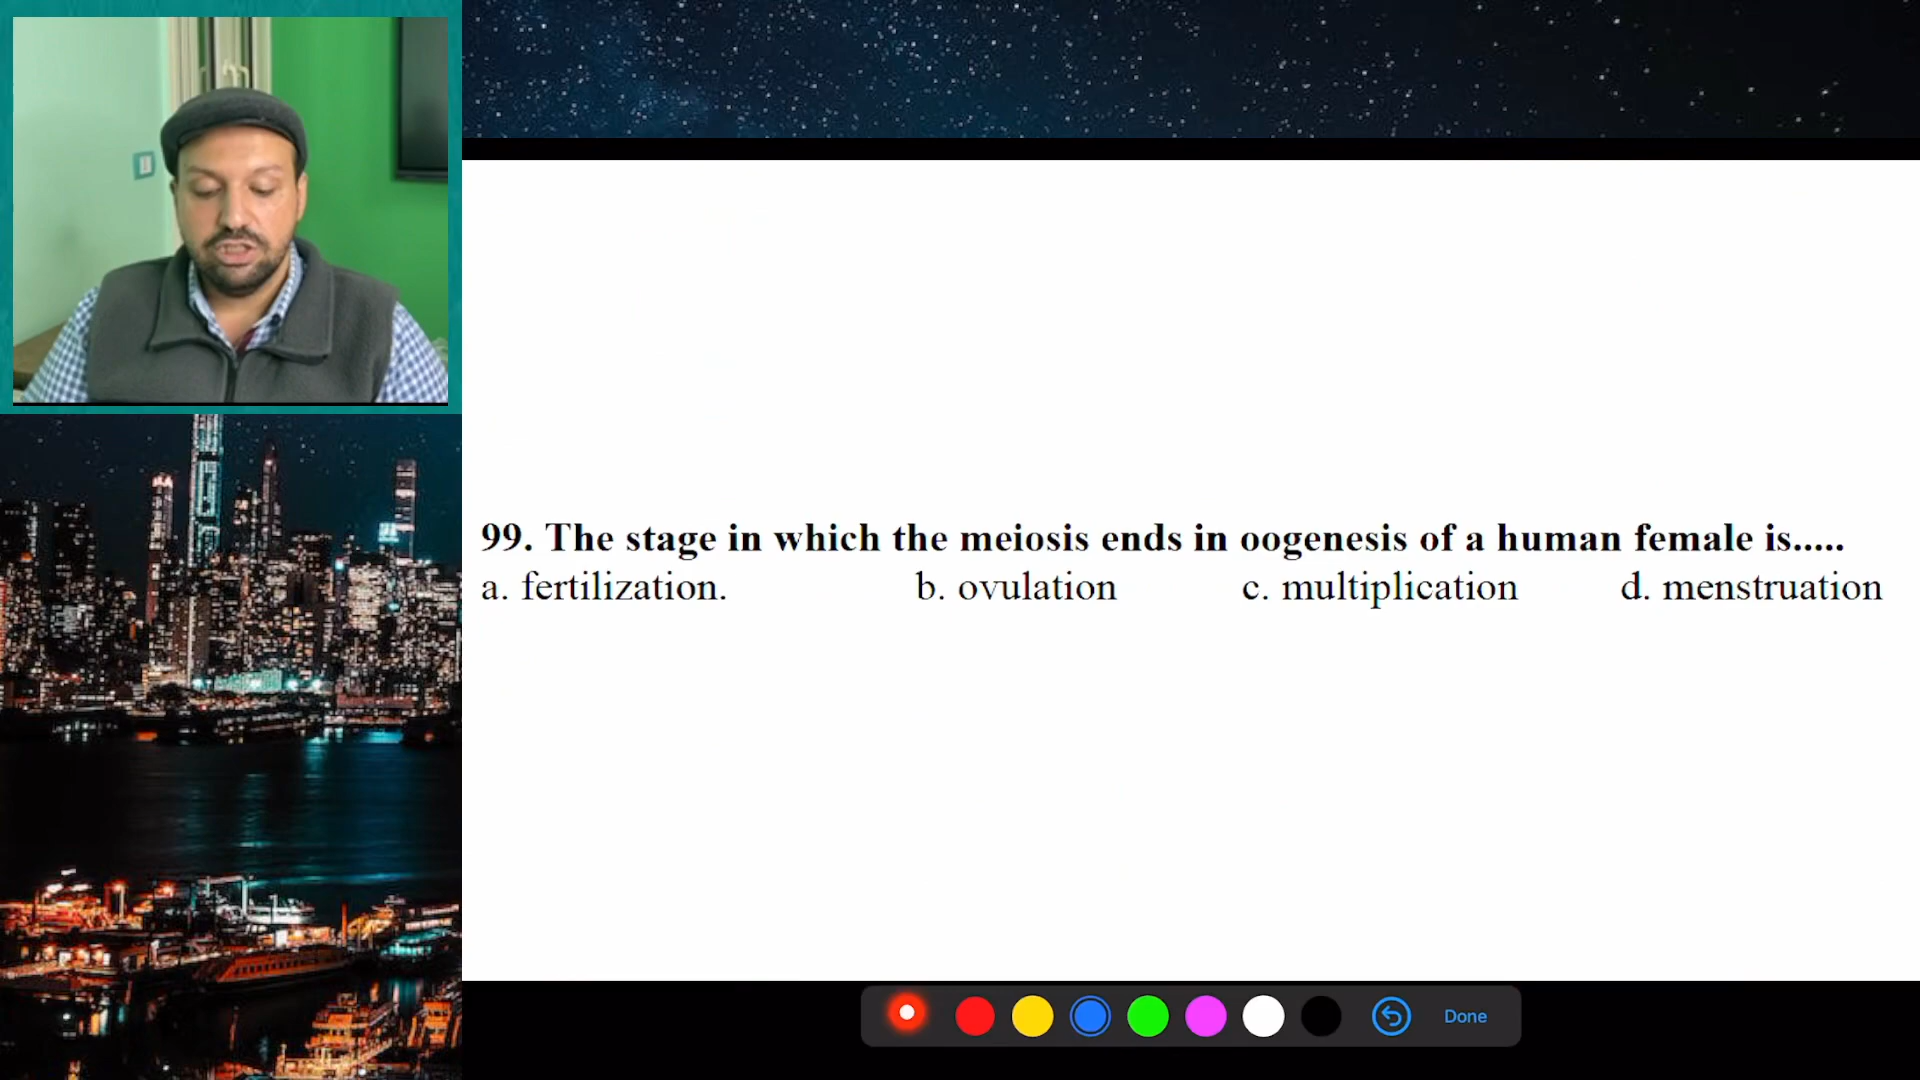 99. The stage in which the meiosis ends in oogenesis of a human female is.....
a. fertilization. b. ovulation c. multiplication d. menstruation
Done